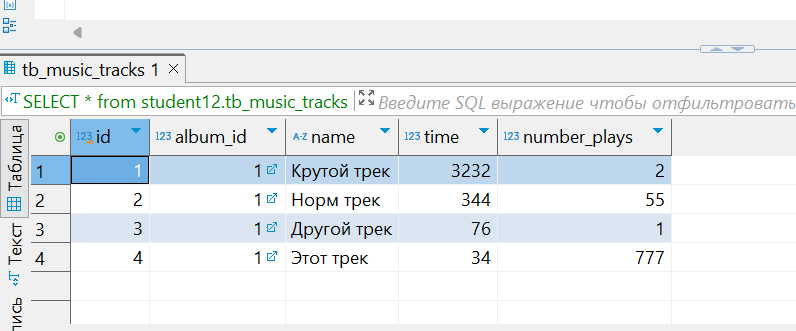 tb_music_tracks 1
SELECT * from student12.tb_music_tracks Введите SQL выражение чтобы отфильтровать
Таблица
Текст
123 id 123 album_id A-Z name 123 time 123 number_plays
1 1 1 Крутой трек 3232 2
2 2 1 Норм трек 344 55
3 3 1 Другой трек 76 1
4 4 1 Этот трек 34 777